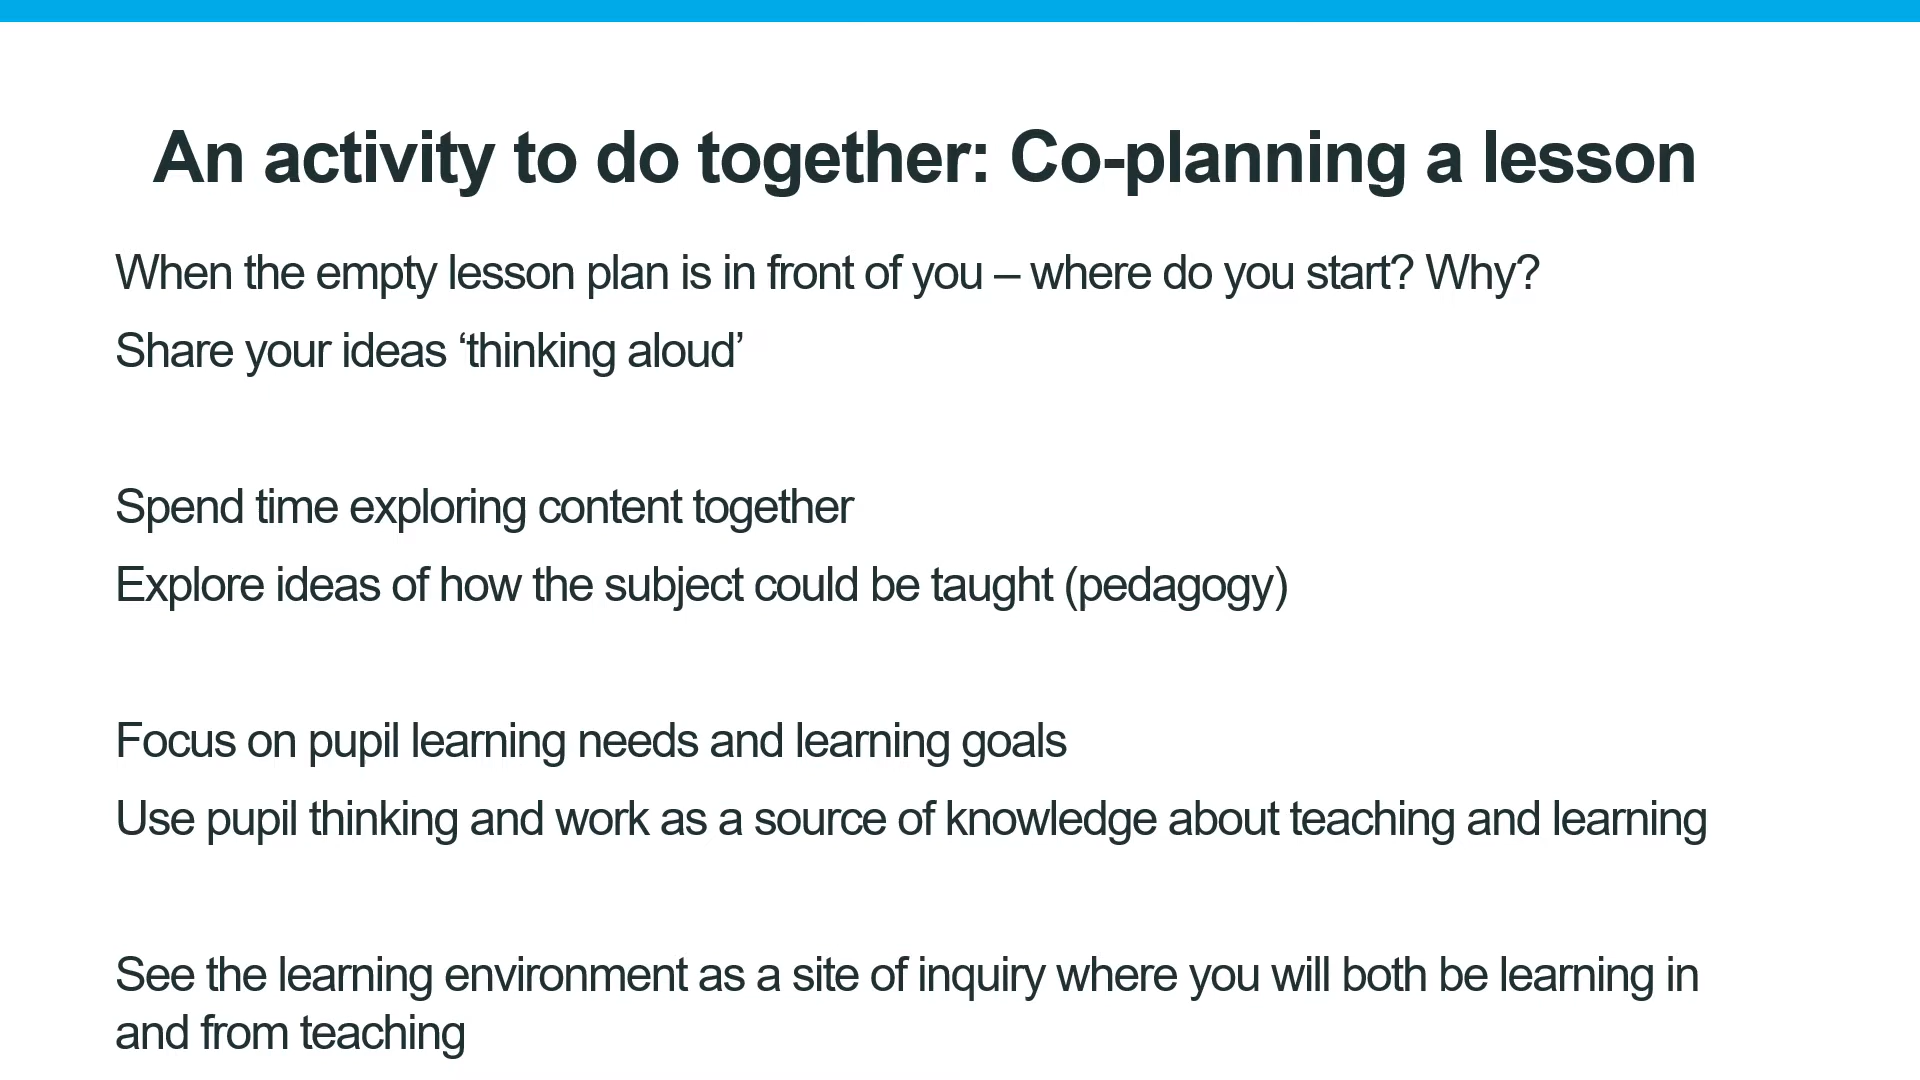 An activity to do together: Co-planning a lesson
When the empty lesson plan is in front of you – where do you start? Why?
Share your ideas ‘thinking aloud’
Spend time exploring content together
Explore ideas of how the subject could be taught (pedagogy)
Focus on pupil learning needs and learning goals
Use pupil thinking and work as a source of knowledge about teaching and learning
See the learning environment as a site of inquiry where you will both be learning in
and from teaching